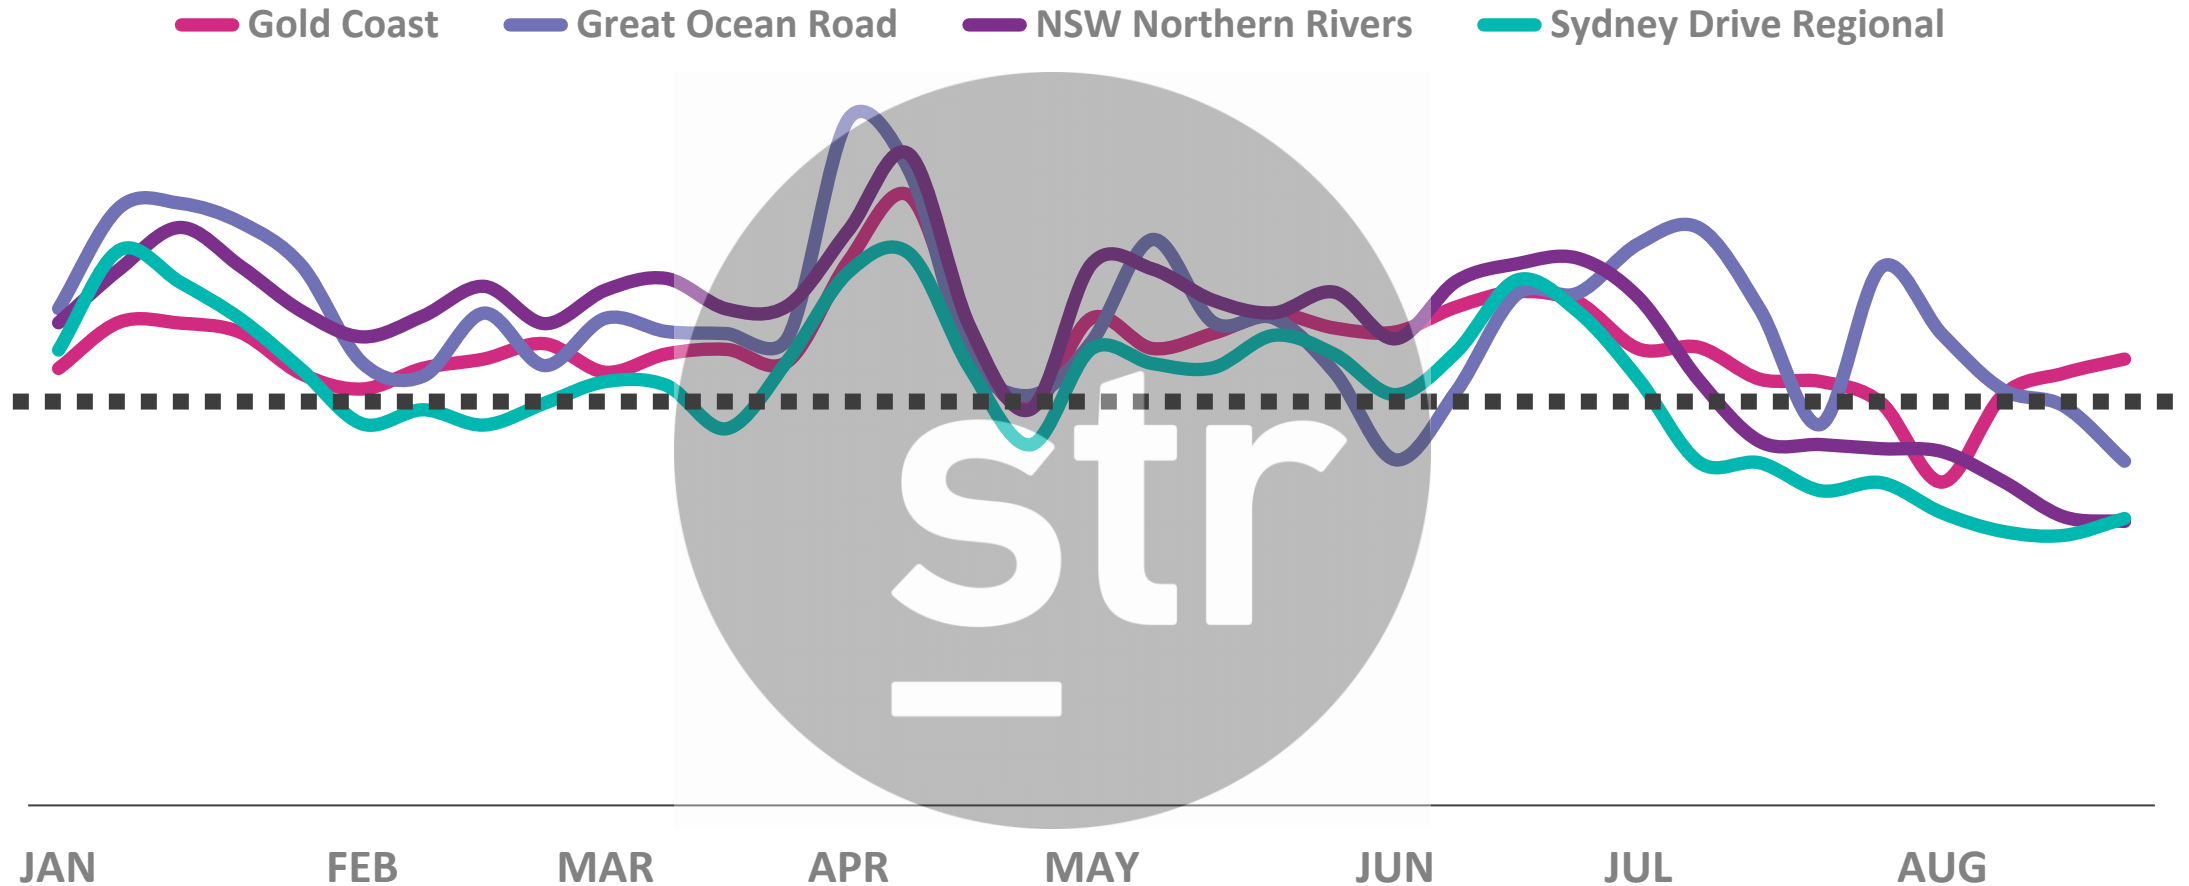 Gold Coast Great Ocean Road NSW Northern Rivers Sydney Drive Regional
str
JAN FEB MAR APR MAY JUN JUL AUG